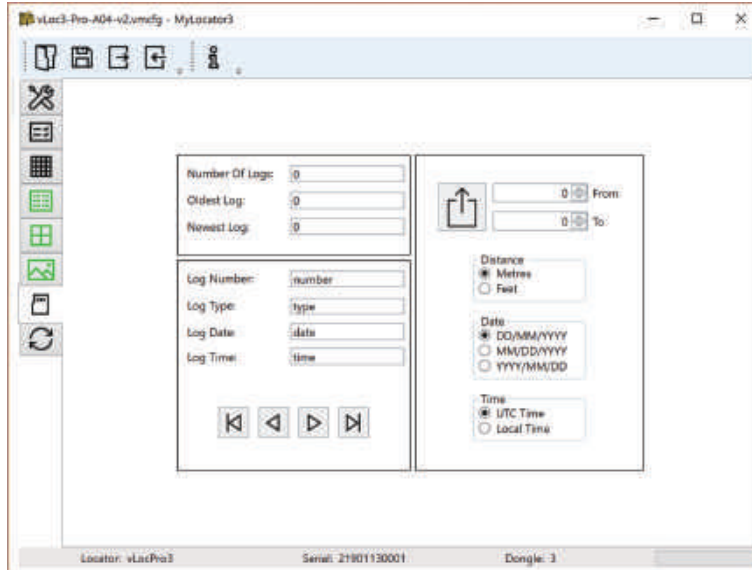 vLoc3-Pro-A04-v2.vmcfg - MyLocator3
Number Of Logs: 0
Oldest Log: 0
Newest Log: 0
Log Number: number
Log Type: type
Log Date: date
Log Time: time
0 From
0 To
Distance
Metres
Feet
Date
DD/MM/YYYY
MM/DD/YYYY
YYYY/MM/DD
Time
UTC Time
Local Time
Locator: vLocPro3 Serial: 21901130001 Dongle: 3